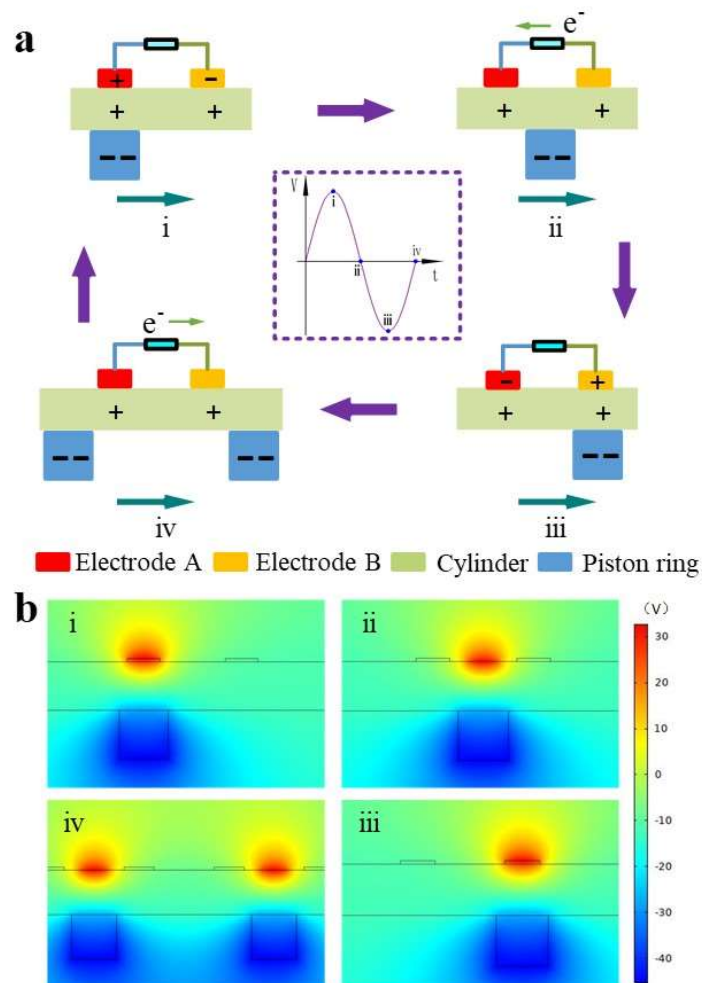 a
e-
+ -
+ +
+ +
-- --
i
ii
V
i
ii
iii
iv
t
e-
- +
+ +
+ +
-- -- --
iv
iii
Electrode A Electrode B Cylinder Piston ring
b
i
ii
(V)
30
20
10
0
-10
-20
-30
-40
iv
iii